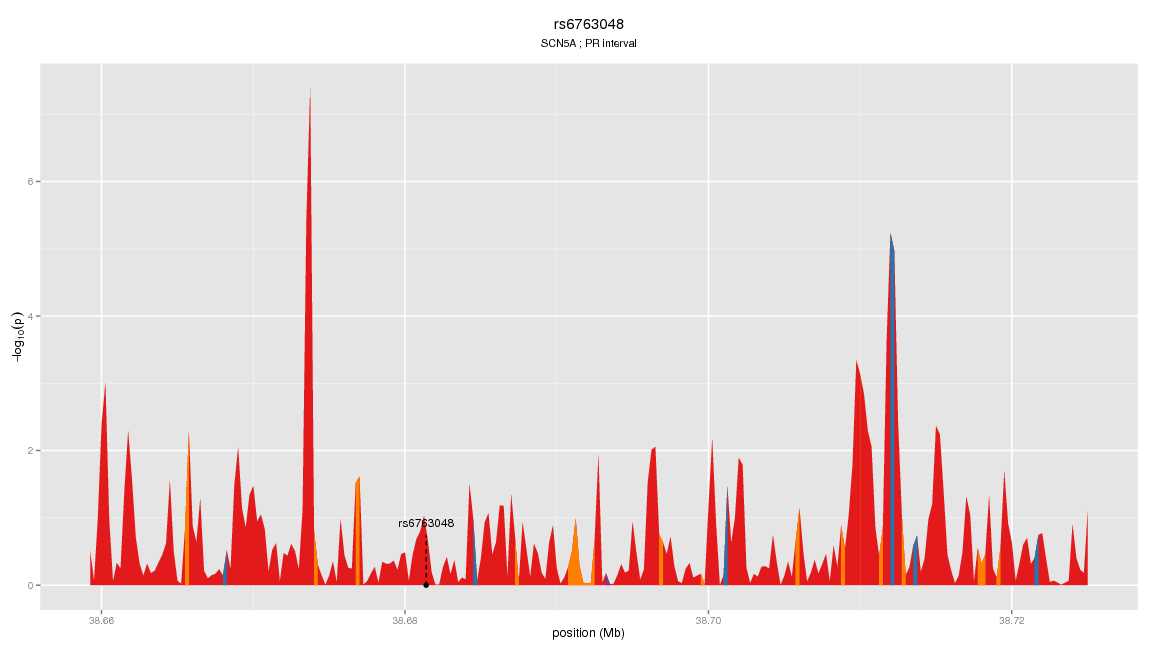 rs6763048
SCN5A ; PR interval
−log10(p)
6
4
2
0
rs6763048
38.66
38.68
38.70
38.72
position (Mb)